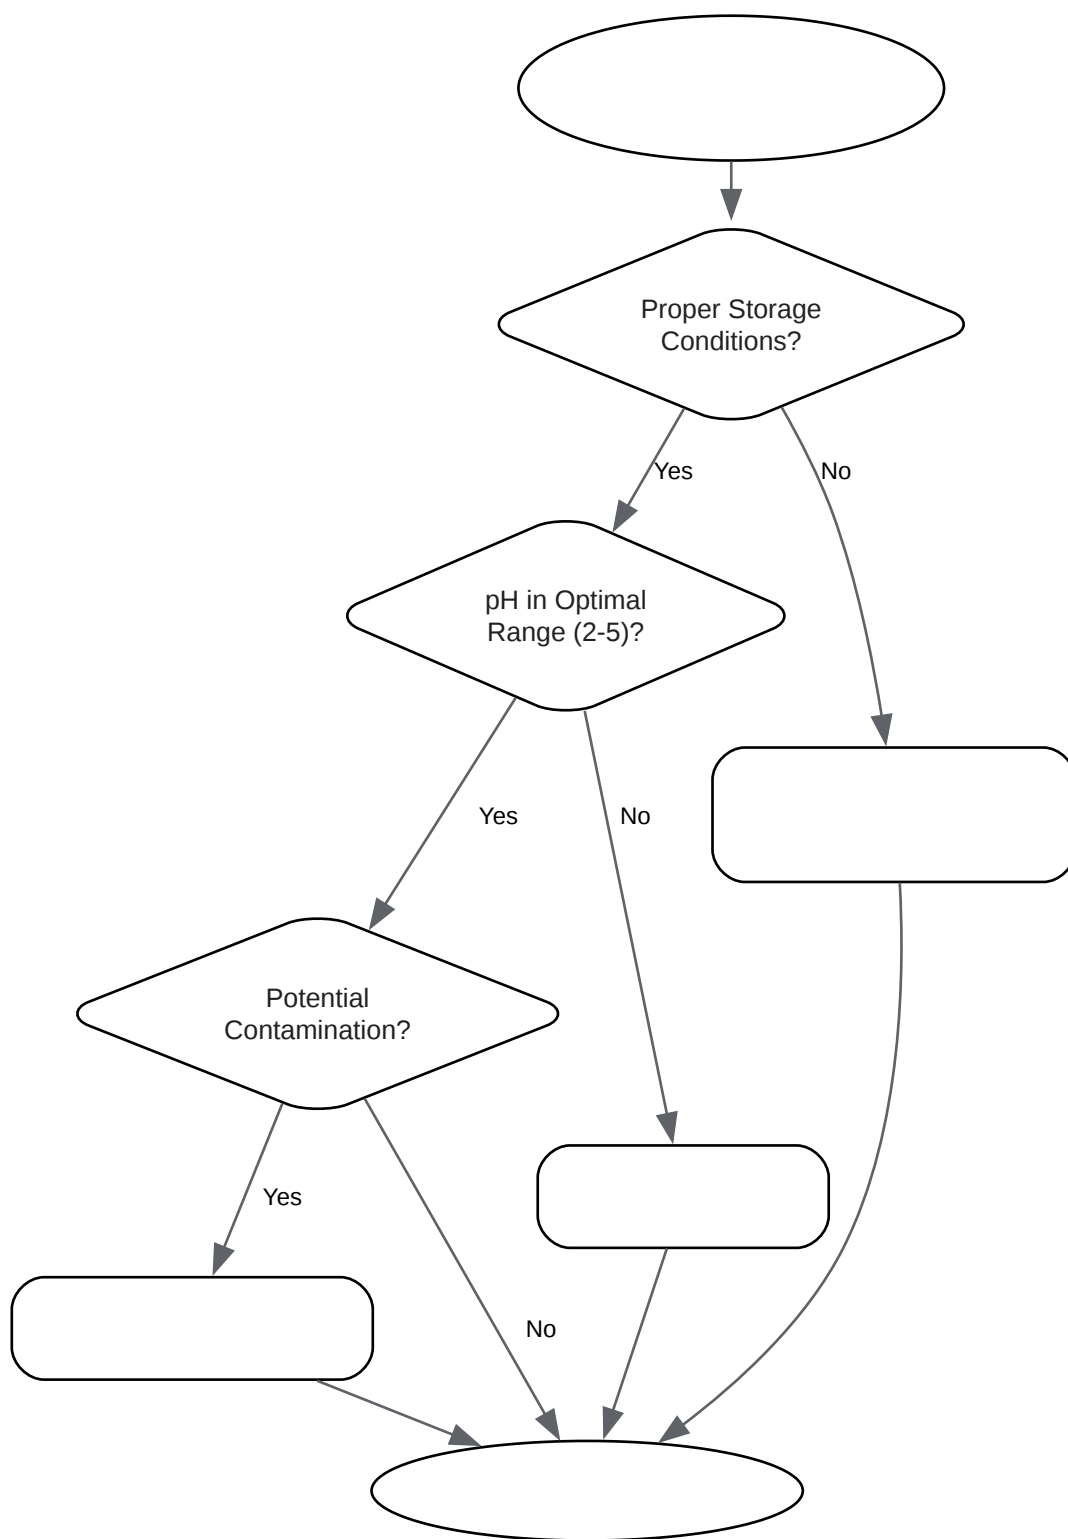 Proper Storage
Conditions?
Yes
No
pH in Optimal
Range (2-5)?
Yes
No
Potential
Contamination?
Yes
No